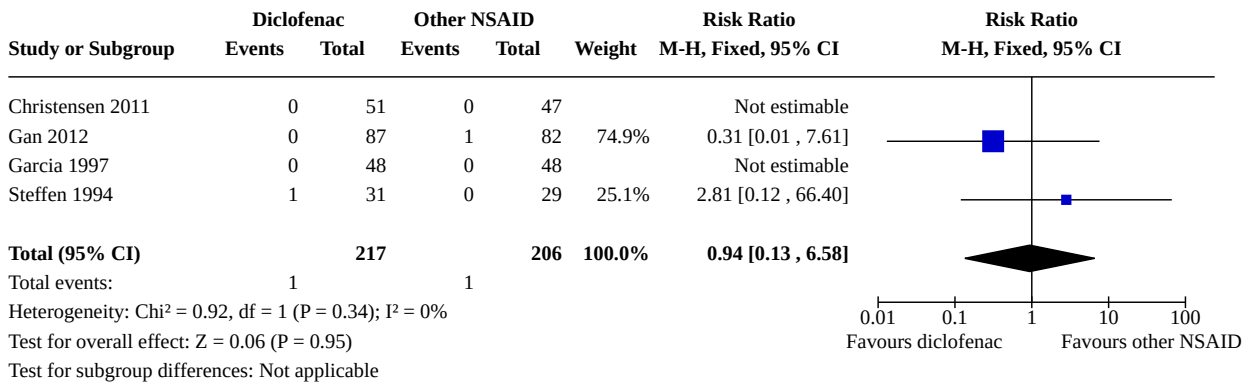 Diclofenac Other NSAID Risk Ratio Risk Ratio
Study or Subgroup Events Total Events Total Weight M-H, Fixed, 95% CI M-H, Fixed, 95% CI
Christensen 2011 0 51 0 47 Not estimable
Gan 2012 0 87 1 82 74.9% 0.31 [0.01 , 7.61]
Garcia 1997 0 48 0 48 Not estimable
Steffen 1994 1 31 0 29 25.1% 2.81 [0.12 , 66.40]
Total (95% CI) 217 206 100.0% 0.94 [0.13 , 6.58]
Total events: 1 1
Heterogeneity: Chi² = 0.92, df = 1 (P = 0.34); I² = 0%
0.01 0.1 1 10 100
Test for overall effect: Z = 0.06 (P = 0.95)
Favours diclofenac Favours other NSAID
Test for subgroup differences: Not applicable